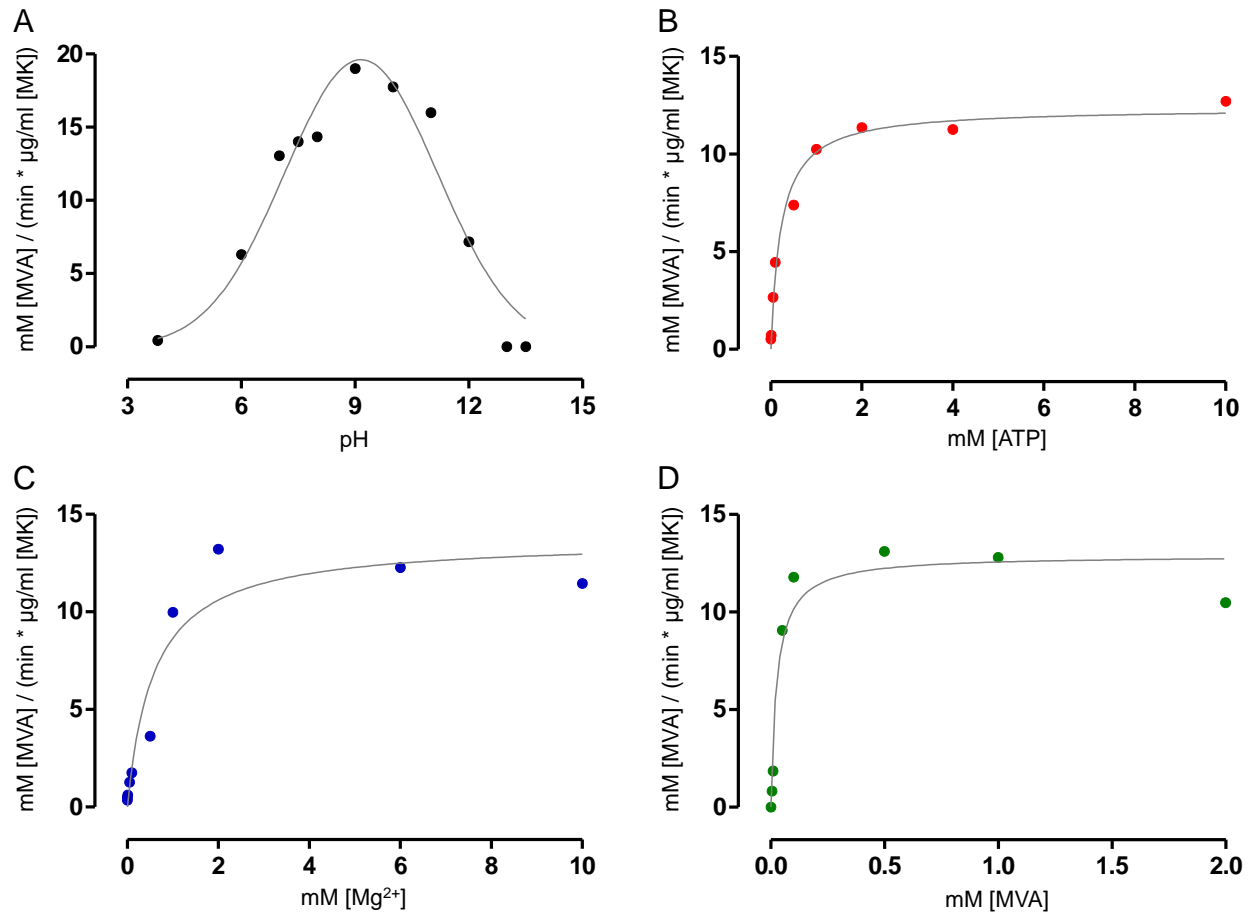 A
mM [MVA] / (min * µg/ml [MK])
20
15
10
5
0
3 6 9 12 15
pH
B
mM [MVA] / (min * µg/ml [MK])
15
10
5
0
0 2 4 6 8 10
mM [ATP]
C
mM [MVA] / (min * µg/ml [MK])
15
10
5
0
0 2 4 6 8 10
mM [Mg²⁺]
D
mM [MVA] / (min * µg/ml [MK])
15
10
5
0
0.0 0.5 1.0 1.5 2.0
mM [MVA]